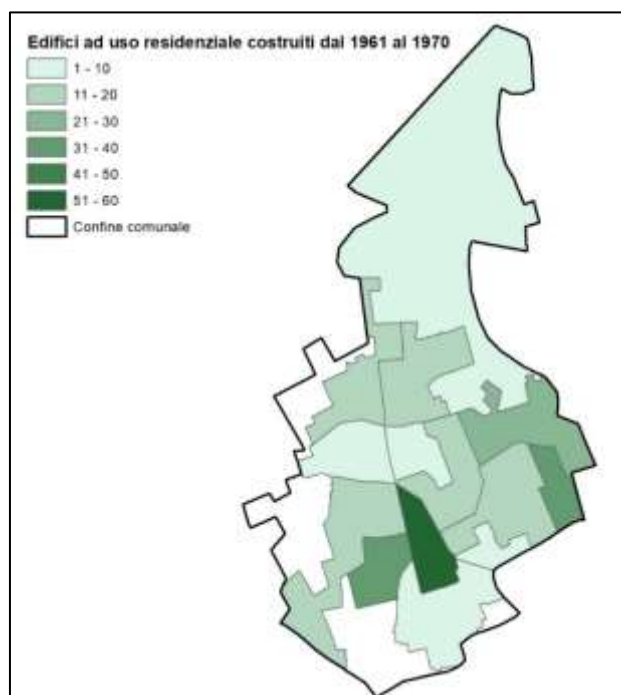 Edifici ad uso residenziale costruiti dal 1961 al 1970
1 - 10
11 - 20
21 - 30
31 - 40
41 - 50
51 - 60
Confine comunale